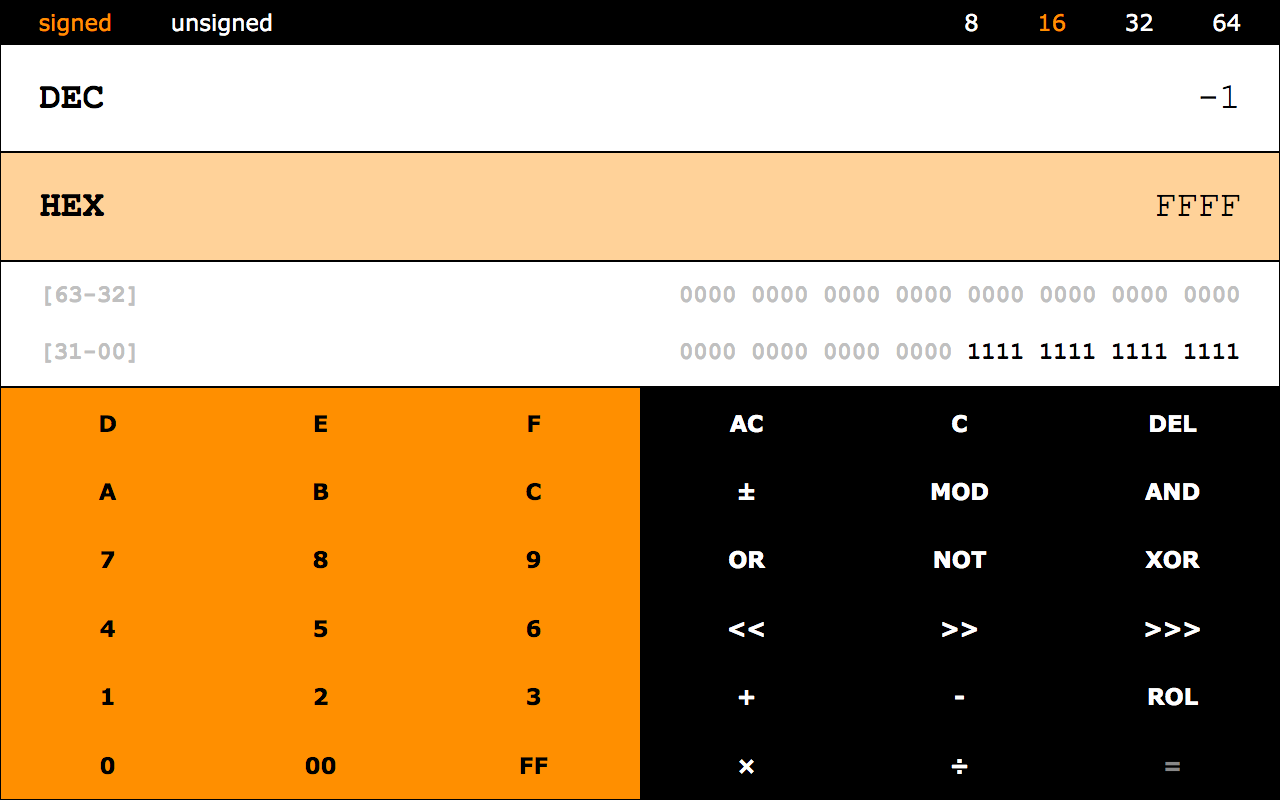 signed unsigned 8 16 32 64
DEC -1
HEX FFFF
[63-32] 0000 0000 0000 0000 0000 0000 0000 0000
[31-00] 0000 0000 0000 0000 1111 1111 1111 1111
D E F AC C DEL
A B C ± MOD AND
7 8 9 OR NOT XOR
4 5 6 << >> >>>
1 2 3 + - ROL
0 00 FF × ÷ =